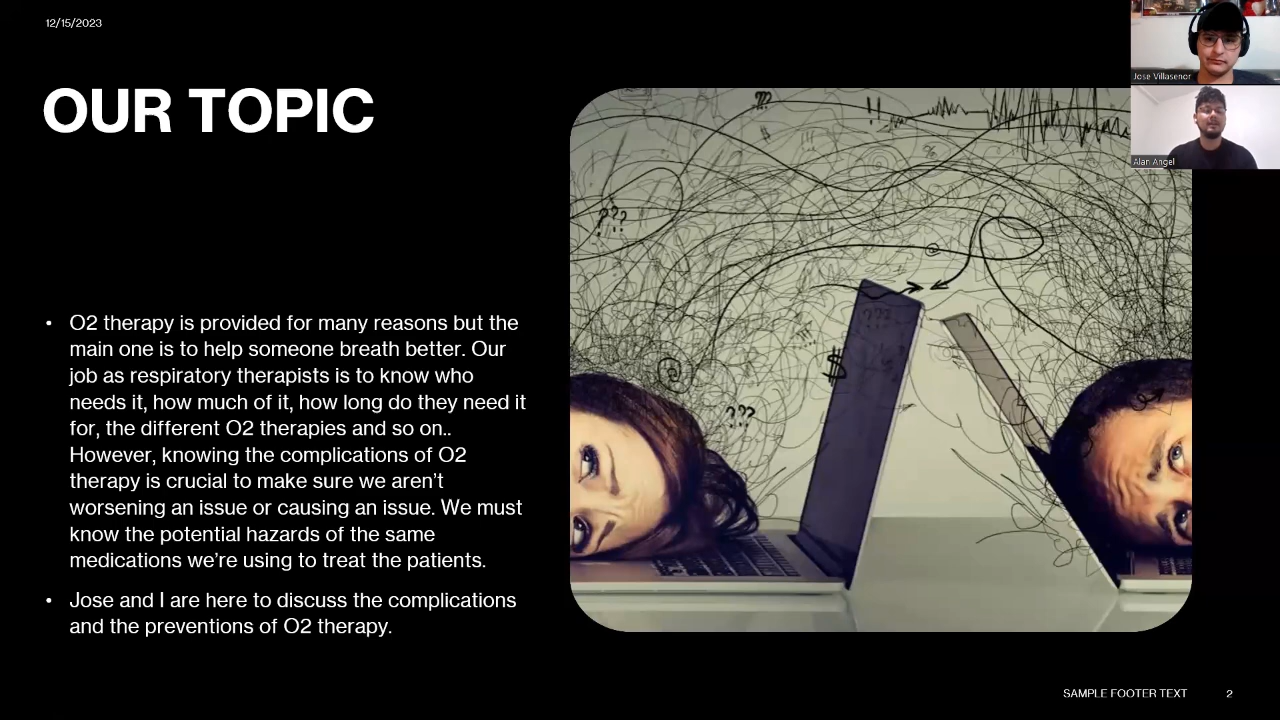 12/15/2023
OUR TOPIC
• O2 therapy is provided for many reasons but the
main one is to help someone breath better. Our
job as respiratory therapists is to know who
needs it, how much of it, how long do they need it
for, the different O2 therapies and so on..
However, knowing the complications of O2
therapy is crucial to make sure we aren't
worsening an issue or causing an issue. We must
know the potential hazards of the same
medications we're using to treat the patients.
• Jose and I are here to discuss the complications
and the preventions of O2 therapy.
Jose Villasenor
Alan Angel
???
!!
???
???
$
???
SAMPLE FOOTER TEXT 2